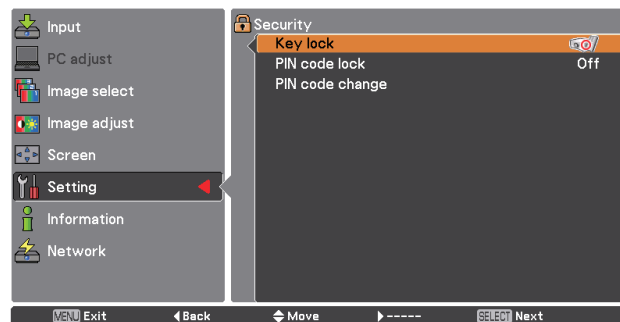 Input
PC adjust
Image select
Image adjust
Screen
Setting
Information
Network
Security
Key lock
PIN code lock Off
PIN code change
MENU Exit Back Move ----- SELECT Next